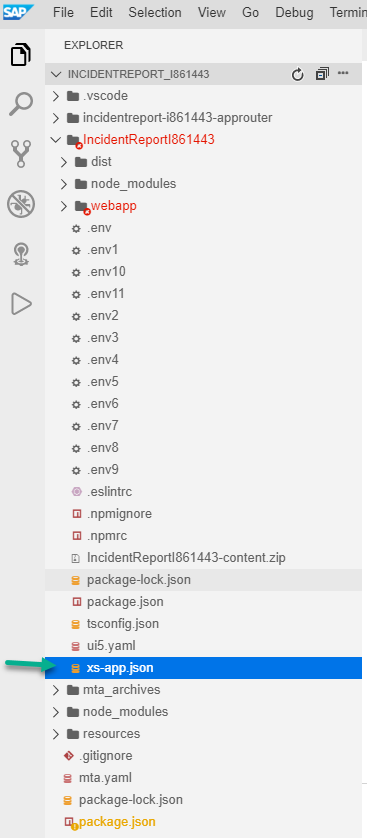 SAP File Edit Selection View Go Debug Termin
EXPLORER
INCIDENTREPORT_I861443
.vscode
incidentreport-i861443-approuter
IncidentReportI861443
dist
node_modules
webapp
.env
.env1
.env10
.env11
.env2
.env3
.env4
.env5
.env6
.env7
.env8
.env9
.eslintrc
.npmignore
.npmrc
IncidentReportI861443-content.zip
package-lock.json
package.json
tsconfig.json
ui5.yaml
xs-app.json
mta_archives
node_modules
resources
.gitignore
mta.yaml
package-lock.json
package.json